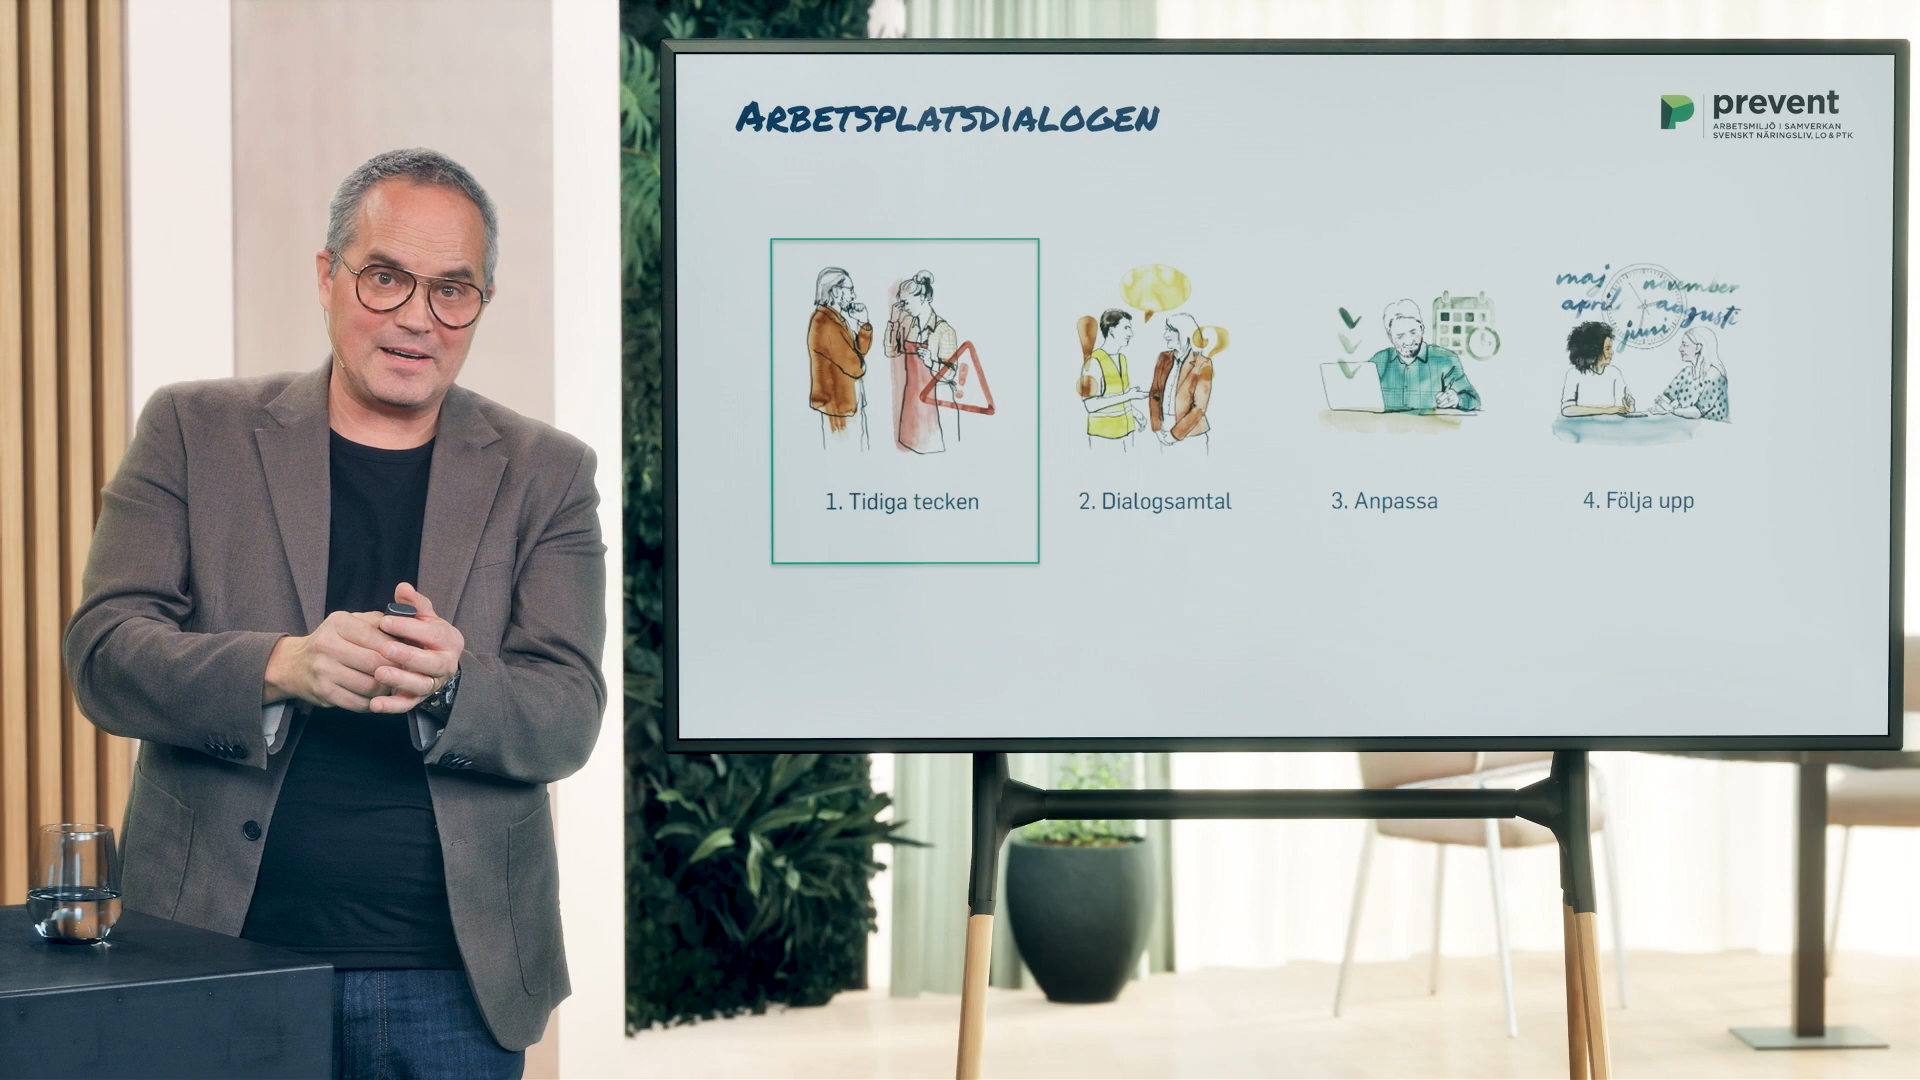 ARBETSPLATSDIALOGEN
prevent
ARBETSMILJÖ I SAMVERKAN
SVENSKT NÄRINGSLIV, LO & PTK
maj
november
april
augusti
juni
1. Tidiga tecken
2. Dialogsamtal
3. Anpassa
4. Följa upp